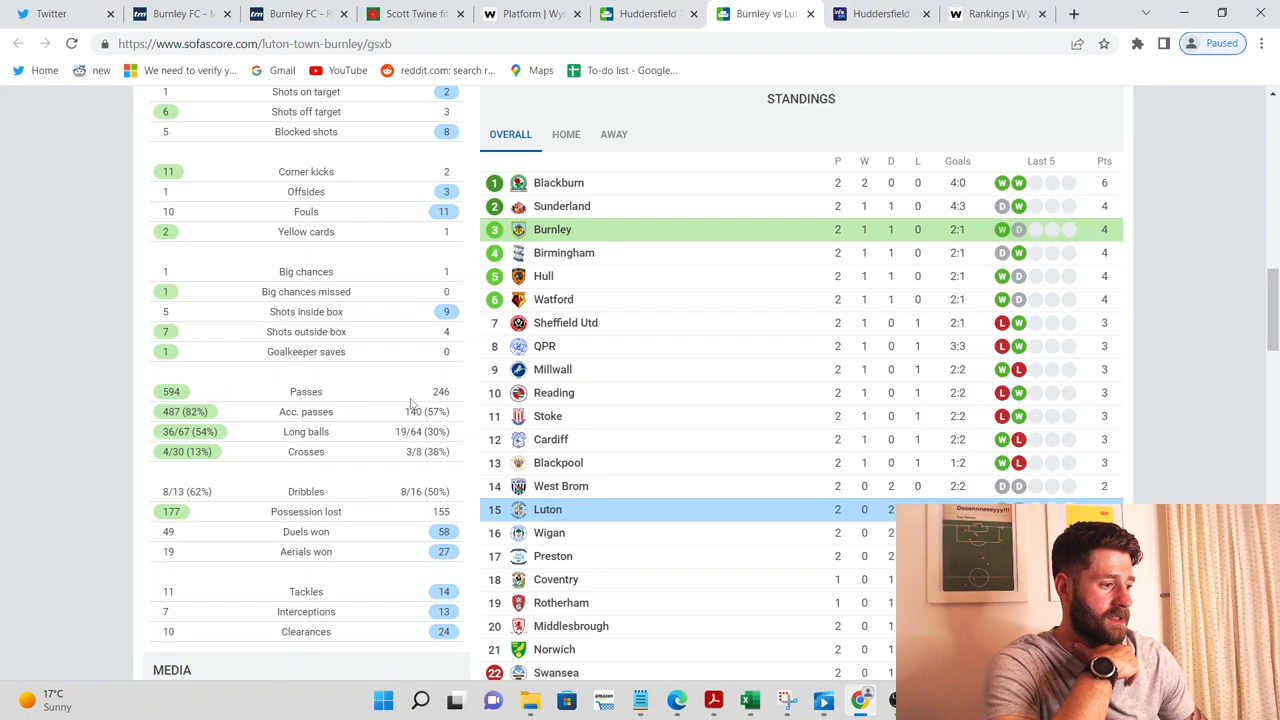 Burnley FC - M
Burnley FC - R
Scott Twine fit
Platform | Wy
Huddersfield T
Burnley vs Lut
Huddersfield T
Rankings | Wy
https://www.sofascore.com/luton-town-burnley/gsxb
Paused
Home
new
We need to verify y...
Gmail
YouTube
reddit.com: search r...
Maps
To-do list - Google...
1 Shots on target 2
6 Shots off target 3
5 Blocked shots 8
11 Corner kicks 2
1 Offsides 3
10 Fouls 11
2 Yellow cards 1
1 Big chances 1
1 Big chances missed 0
5 Shots inside box 9
7 Shots outside box 4
1 Goalkeeper saves 0
594 Passes 246
487 (82%) Acc. passes 140 (57%)
36/67 (54%) Long balls 19/64 (30%)
4/30 (13%) Crosses 3/8 (38%)
8/13 (62%) Dribbles 8/16 (50%)
177 Possession lost 155
49 Duels won 58
19 Aerials won 27
11 Tackles 14
7 Interceptions 13
10 Clearances 24
MEDIA
STANDINGS
OVERALL HOME AWAY
P W D L Goals Last 5 Pts
1 Blackburn 2 2 0 0 4:0 W W 6
2 Sunderland 2 1 1 0 4:3 D W 4
3 Burnley 2 1 1 0 2:1 W D 4
4 Birmingham 2 1 1 0 2:1 D W 4
5 Hull 2 1 1 0 2:1 W D 4
6 Watford 2 1 1 0 2:1 W D 4
7 Sheffield Utd 2 1 0 1 2:1 L W 3
8 QPR 2 1 0 1 3:3 L W 3
9 Millwall 2 1 0 1 2:2 W L 3
10 Reading 2 1 0 1 2:2 L W 3
11 Stoke 2 1 0 1 2:2 L W 3
12 Cardiff 2 1 0 1 2:2 W L 3
13 Blackpool 2 1 0 1 1:2 W L 3
14 West Brom 2 0 2 0 2:2 D D 2
15 Luton 2 0 2
16 Wigan 2 0 2
17 Preston 2 0 2
18 Coventry 1 0 1
19 Rotherham 1 0 1
20 Middlesbrough 2 0
21 Norwich 2 0
22 Swansea 2 0
Deeennneeeyyy!!!
17°C
Sunny
amazon